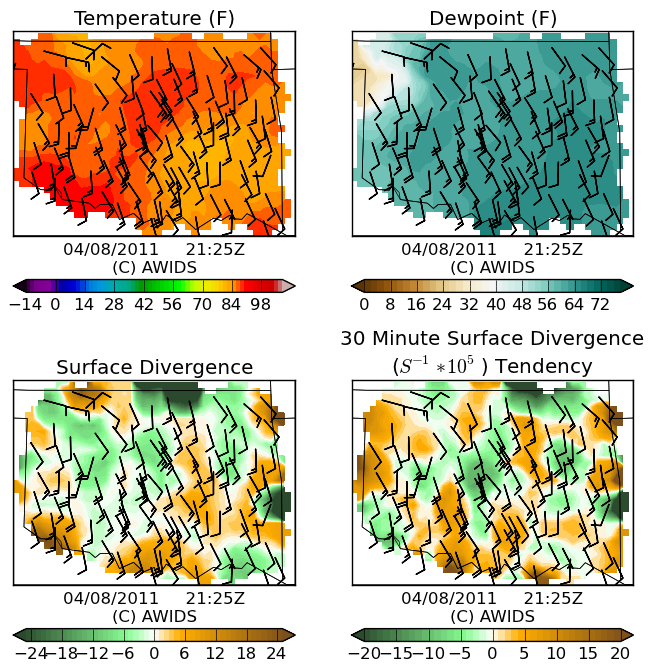 Temperature (F)
Dewpoint (F)
04/08/2011 21:25Z
(C) AWIDS
04/08/2011 21:25Z
(C) AWIDS
−14 0 14 28 42 56 70 84 98
0 8 16 24 32 40 48 56 64 72
Surface Divergence
30 Minute Surface Divergence
(S⁻¹ *10⁵ ) Tendency
04/08/2011 21:25Z
(C) AWIDS
04/08/2011 21:25Z
(C) AWIDS
−24−18−12 −6 0 6 12 18 24
−20−15−10 −5 0 5 10 15 20